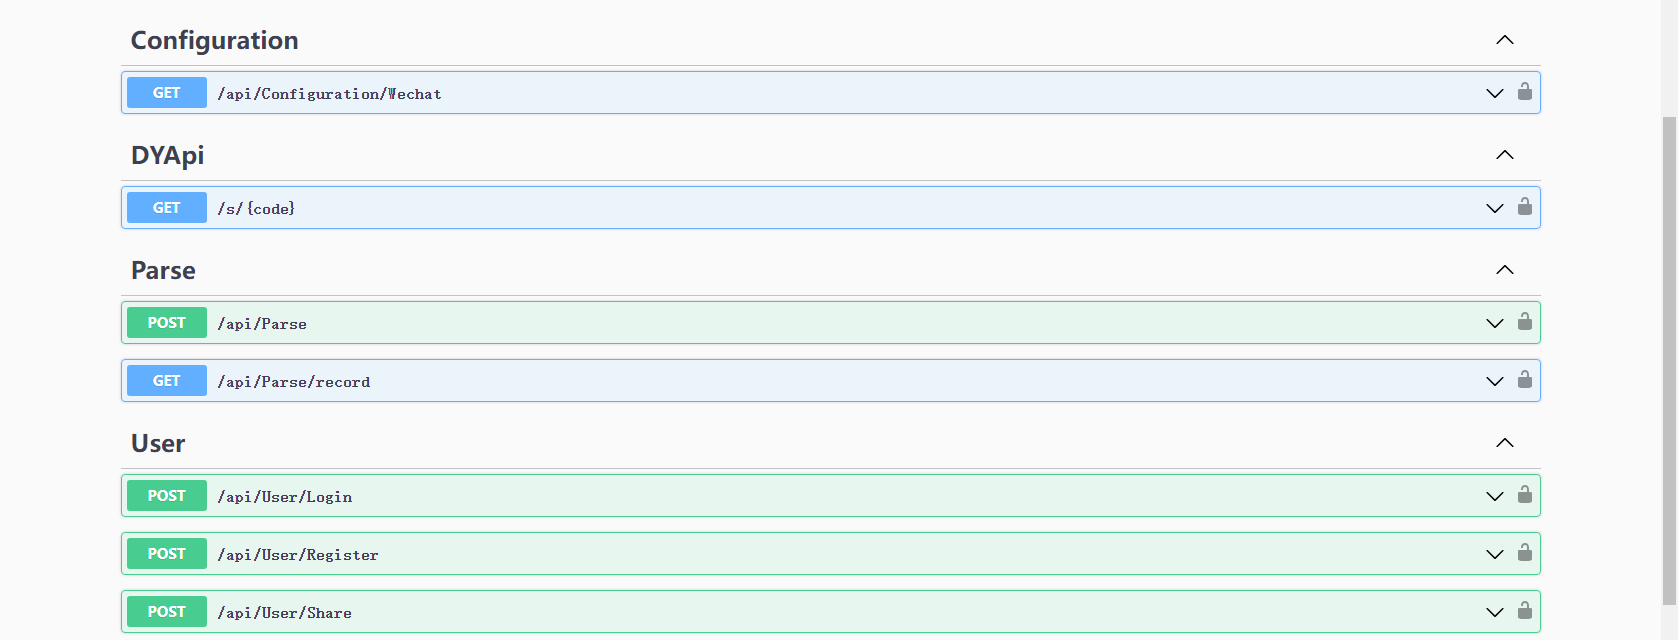 Configuration
GET /api/Configuration/Wechat
DYApi
GET /s/{code}
Parse
POST /api/Parse
GET /api/Parse/record
User
POST /api/User/Login
POST /api/User/Register
POST /api/User/Share